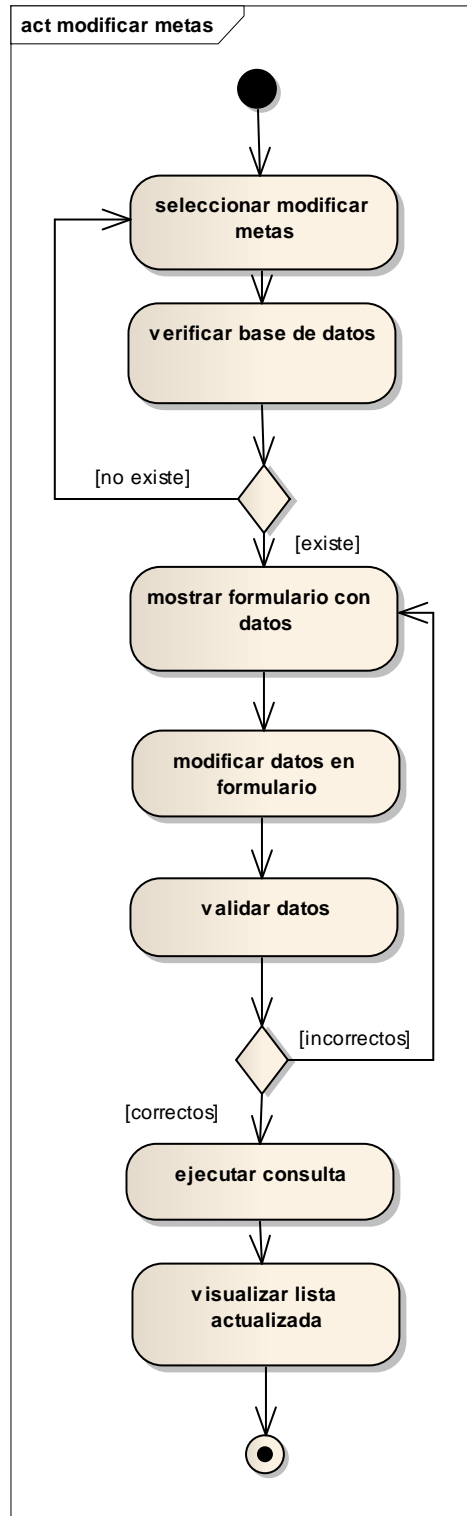 act modificar metas
seleccionar modificar
metas
verificar base de datos
[no existe]
[existe]
mostrar formulario con
datos
modificar datos en
formulario
validar datos
[incorrectos]
[correctos]
ejecutar consulta
visualizar lista
actualizada